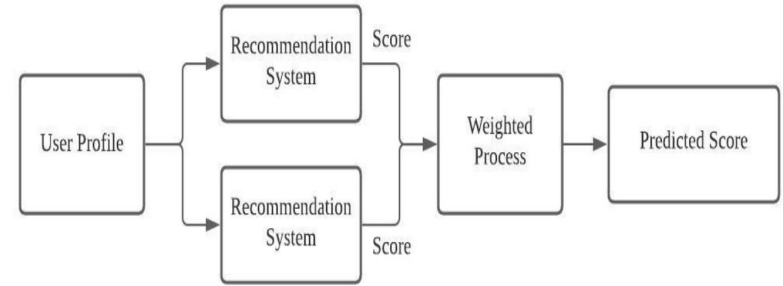 User Profile
Recommendation
System
Score
Recommendation
System
Score
Weighted
Process
Predicted Score